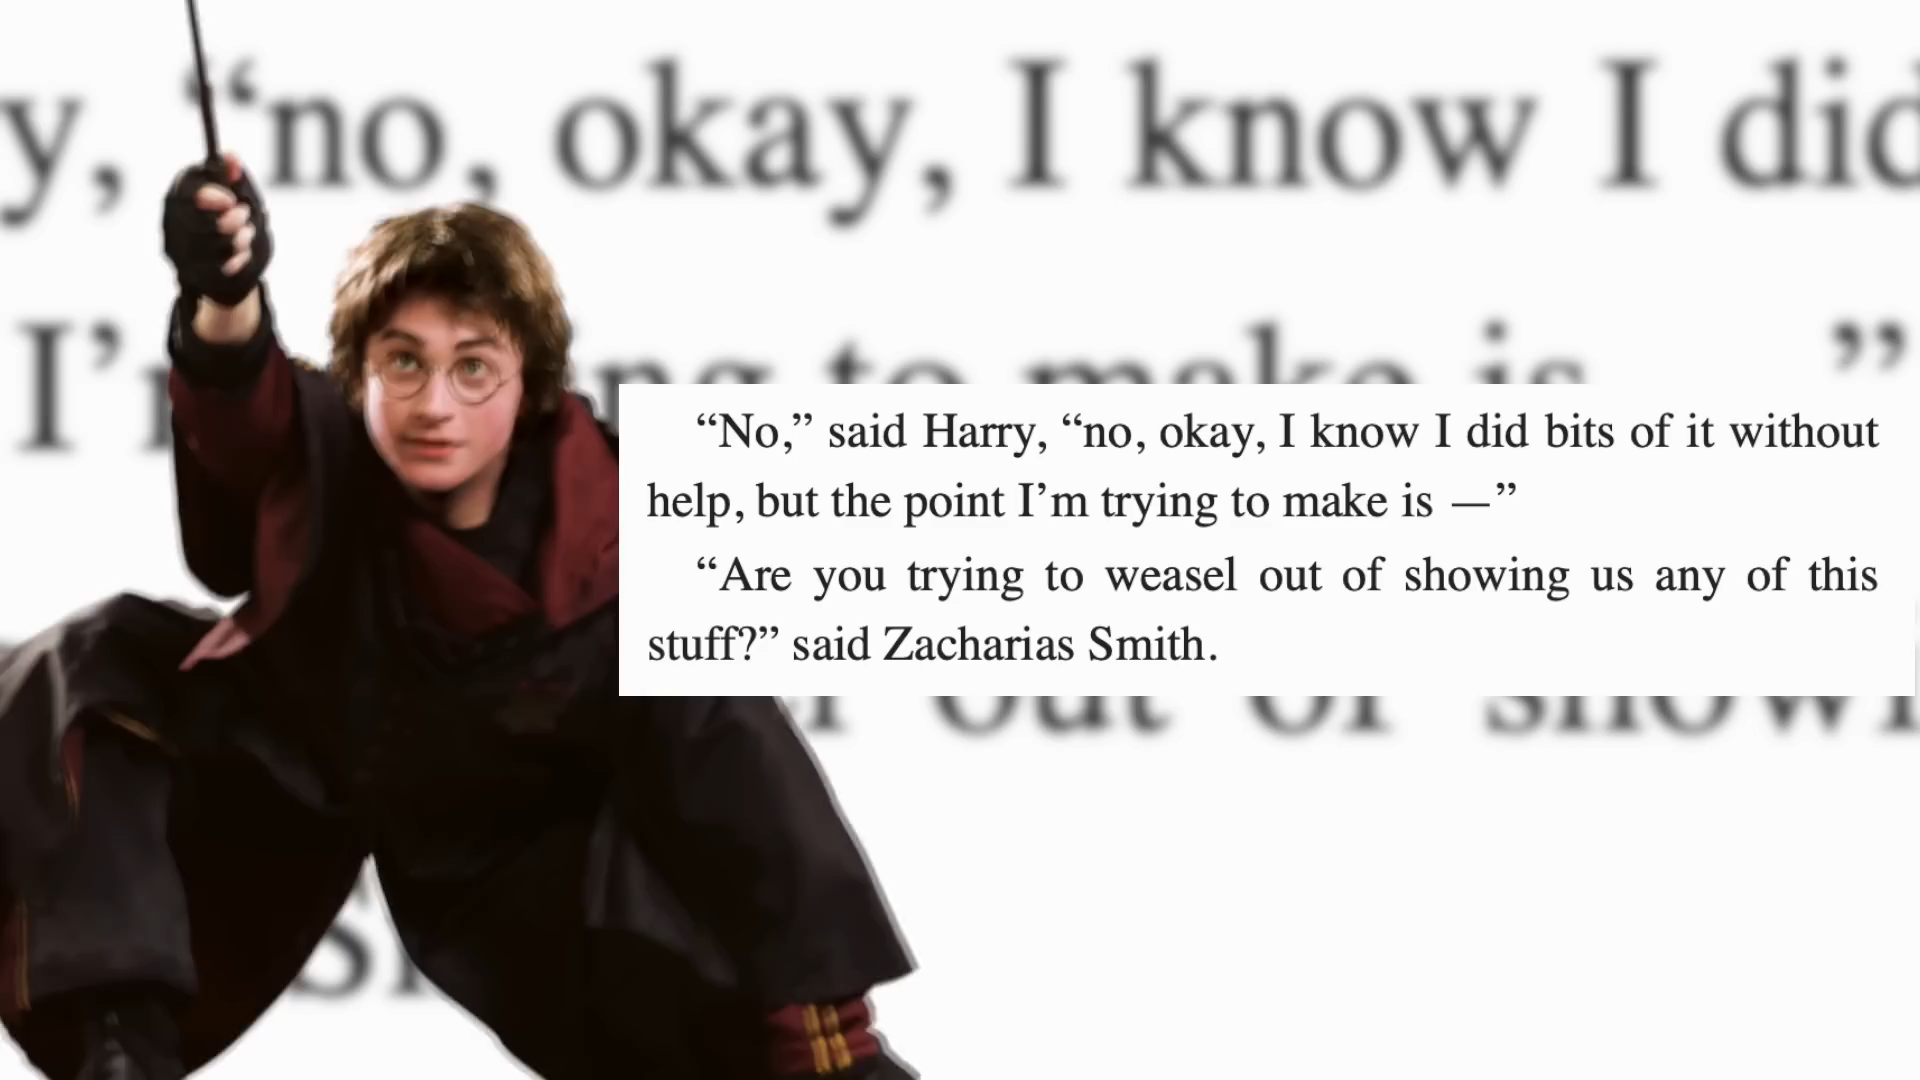 y, “no, okay, I know I did
“No,” said Harry, “no, okay, I know I did bits of it without
help, but the point I’m trying to make is —”
“Are you trying to weasel out of showing us any of this
stuff?” said Zacharias Smith.
out of